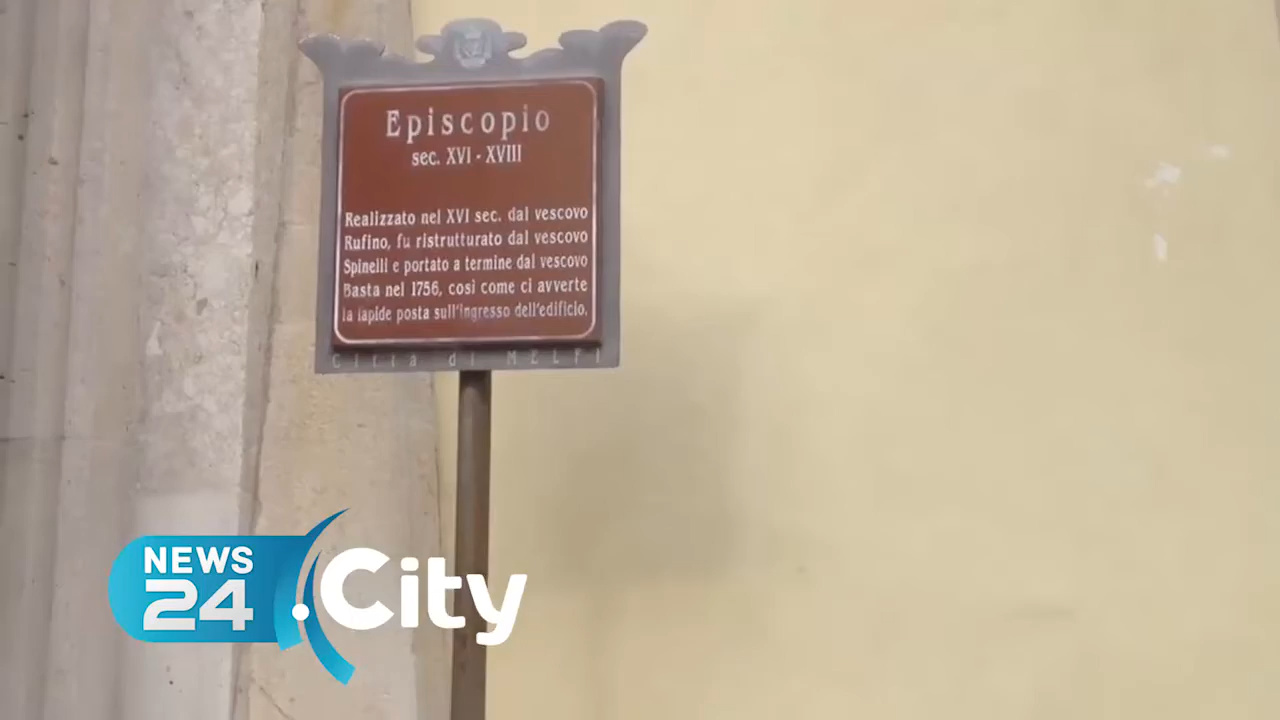 Episcopio
sec. XVI - XVIII
Realizzato nel XVI sec. dal vescovo
Rufino, fu ristrutturato dal vescovo
Spinelli e portato a termine dal vescovo
Basta nel 1756, così come ci avverte
la lapide posta sull'ingresso dell'edificio.
Città di MELFI
NEWS
24
.City